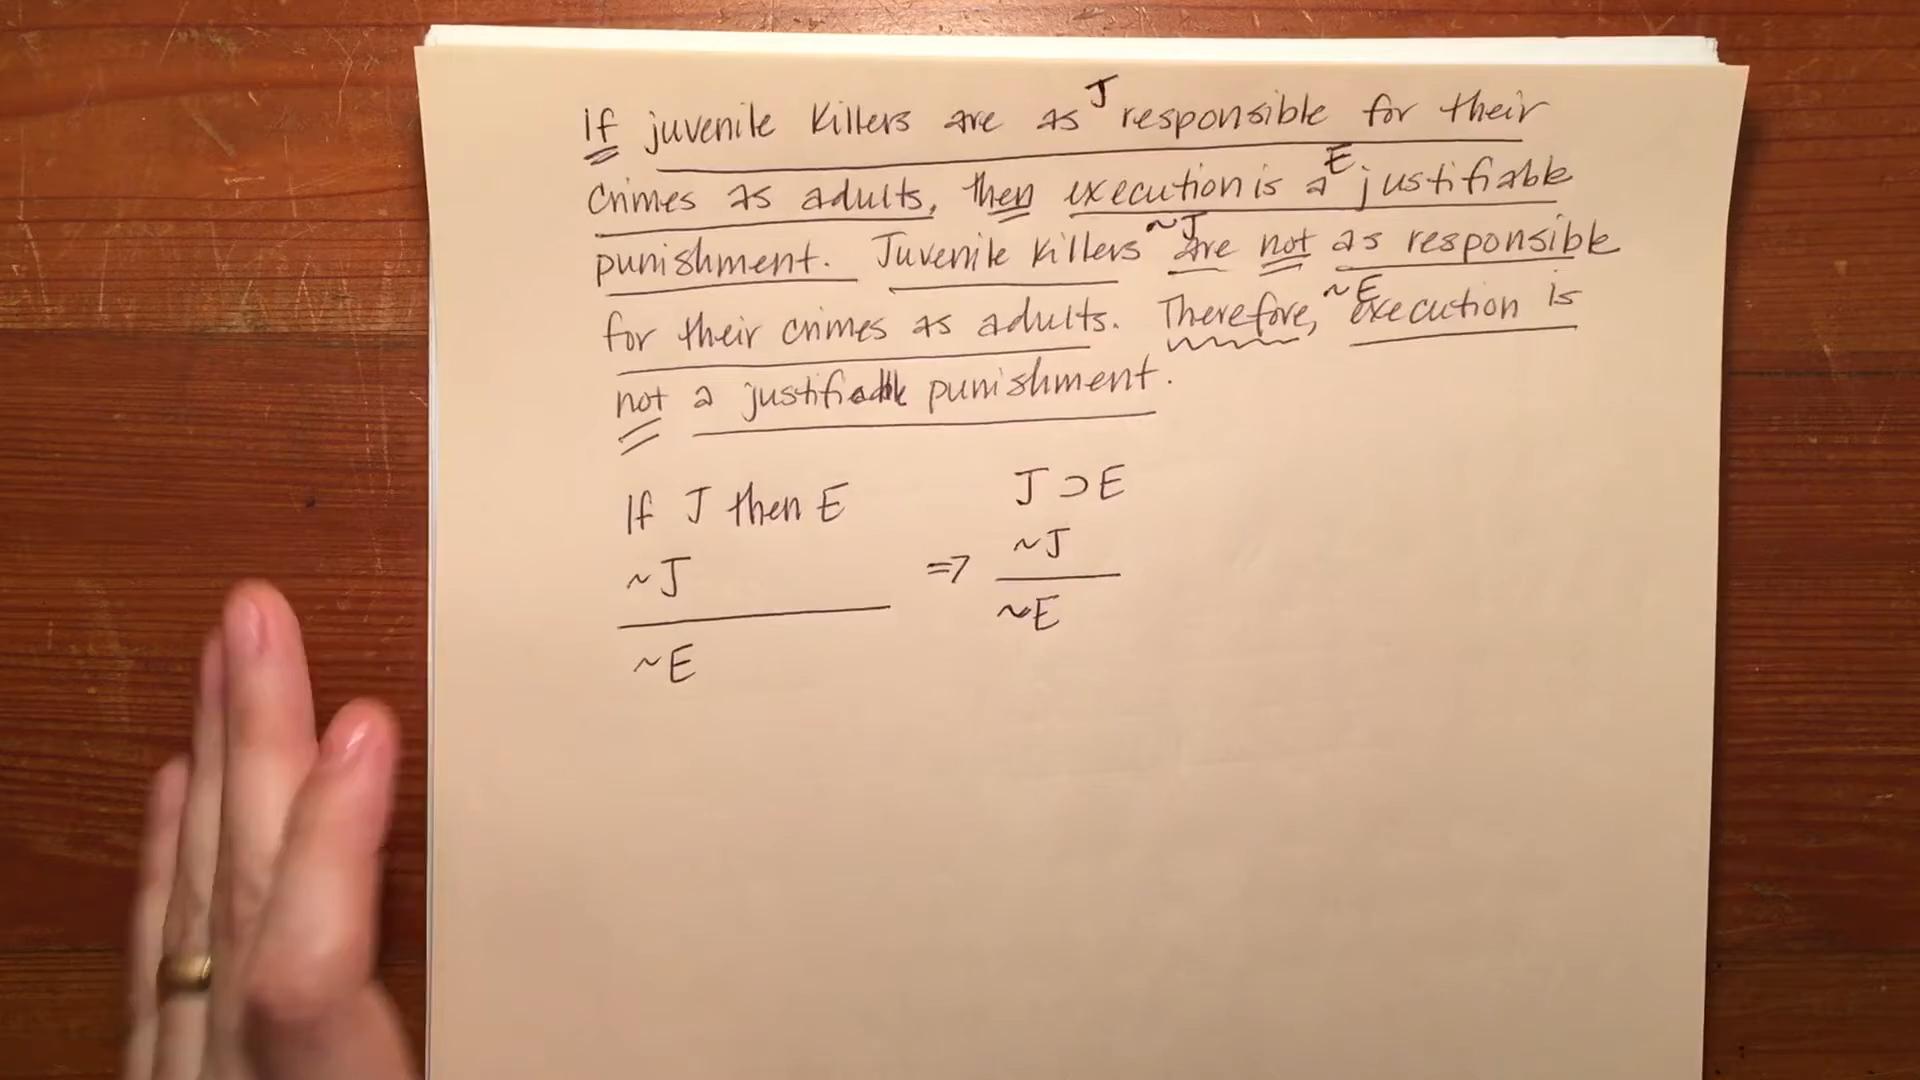 J
If juvenile killers are as responsible for their
E
crimes as adults, then execution is a justifiable
~J
punishment. Juvenile killers are not as responsible
~E
for their crimes as adults. Therefore, execution is
not a justifiable punishment.
If J then E
~J
~E
=>
J ⊃ E
~J
~E